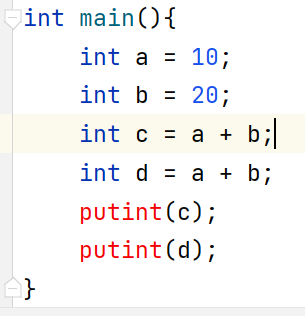 int main(){
    int a = 10;
    int b = 20;
    int c = a + b;
    int d = a + b;
    putint(c);
    putint(d);
}